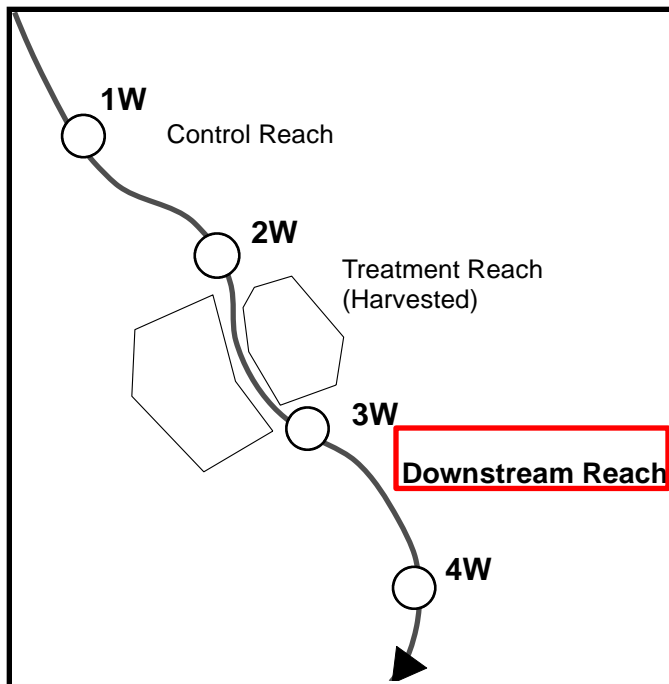 1W
Control Reach
2W
Treatment Reach
(Harvested)
3W
Downstream Reach
4W